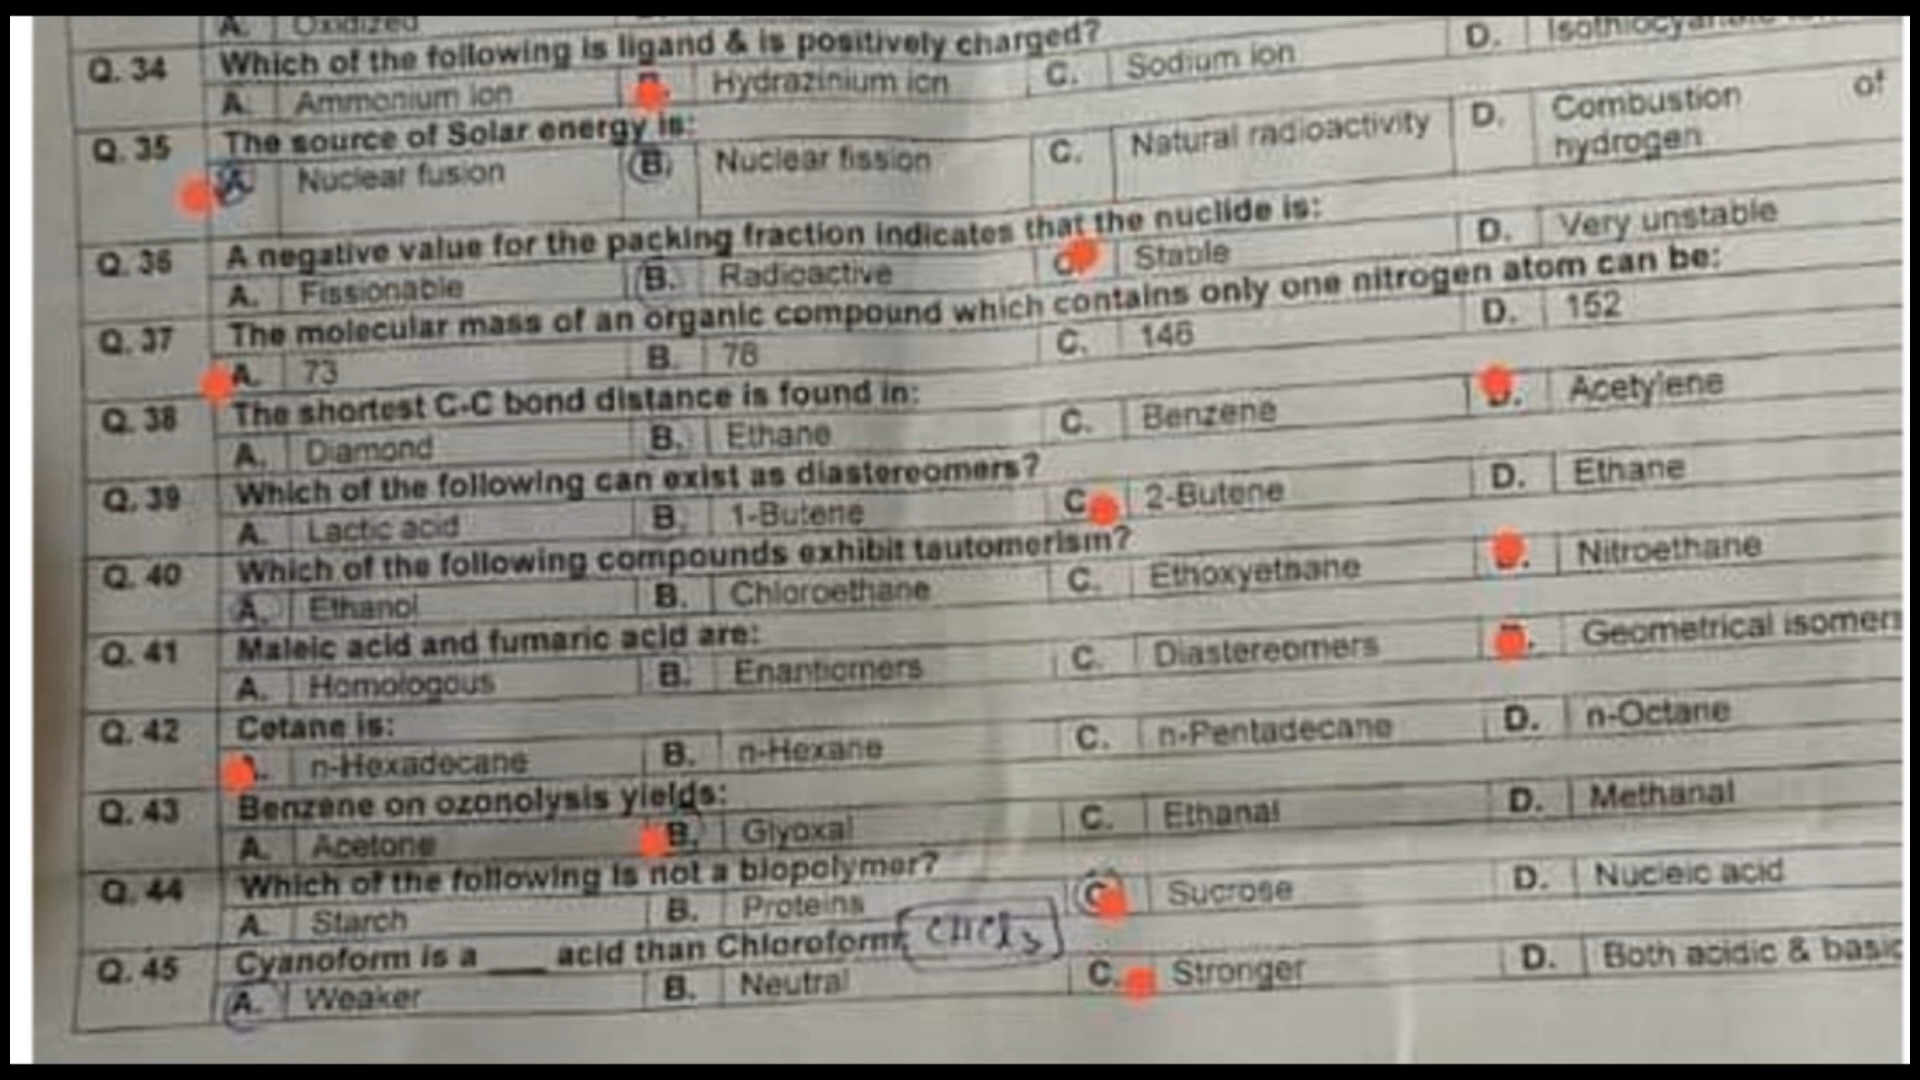 A. Oxidized
Q. 34 Which of the following is ligand & is positively charged?
A. Ammonium ion Hydrazinium ion C. Sodium ion D.
Q. 35 The source of Solar energy is:
A Nuclear fusion B. Nuclear fission C. Natural radioactivity D. Combustion of hydrogen
Q. 36 A negative value for the packing fraction indicates that the nuclide is:
A. Fissionable B. Radioactive C. Stable D. Very unstable
Q. 37 The molecular mass of an organic compound which contains only one nitrogen atom can be:
A. 73 B. 78 C. 146 D. 152
Q. 38 The shortest C-C bond distance is found in:
A. Diamond B. Ethane C. Benzene D. Acetylene
Q. 39 Which of the following can exist as diastereomers?
A. Lactic acid B. 1-Butene C 2-Butene D. Ethane
Q. 40 Which of the following compounds exhibit tautomerism?
A. Ethanol B. Chloroethane C. Ethoxyethane D. Nitroethane
Q. 41 Maleic acid and fumaric acid are:
A. Homologous B. Enantiomers C. Diastereomers Geometrical isomers
Q. 42 Cetane is:
n-Hexadecane B. n-Hexane C. n-Pentadecane D. n-Octane
Q. 43 Benzene on ozonolysis yields:
A. Acetone B. Glyoxal C. Ethanal D. Methanal
Q. 44 Which of the following is not a biopolymer?
A. Starch B. Proteins C Sucrose D. Nucleic acid
Q. 45 Cyanoform is a ___ acid than Chloroform: CHCl3
A. Weaker B. Neutral C. Stronger D. Both acidic & basic